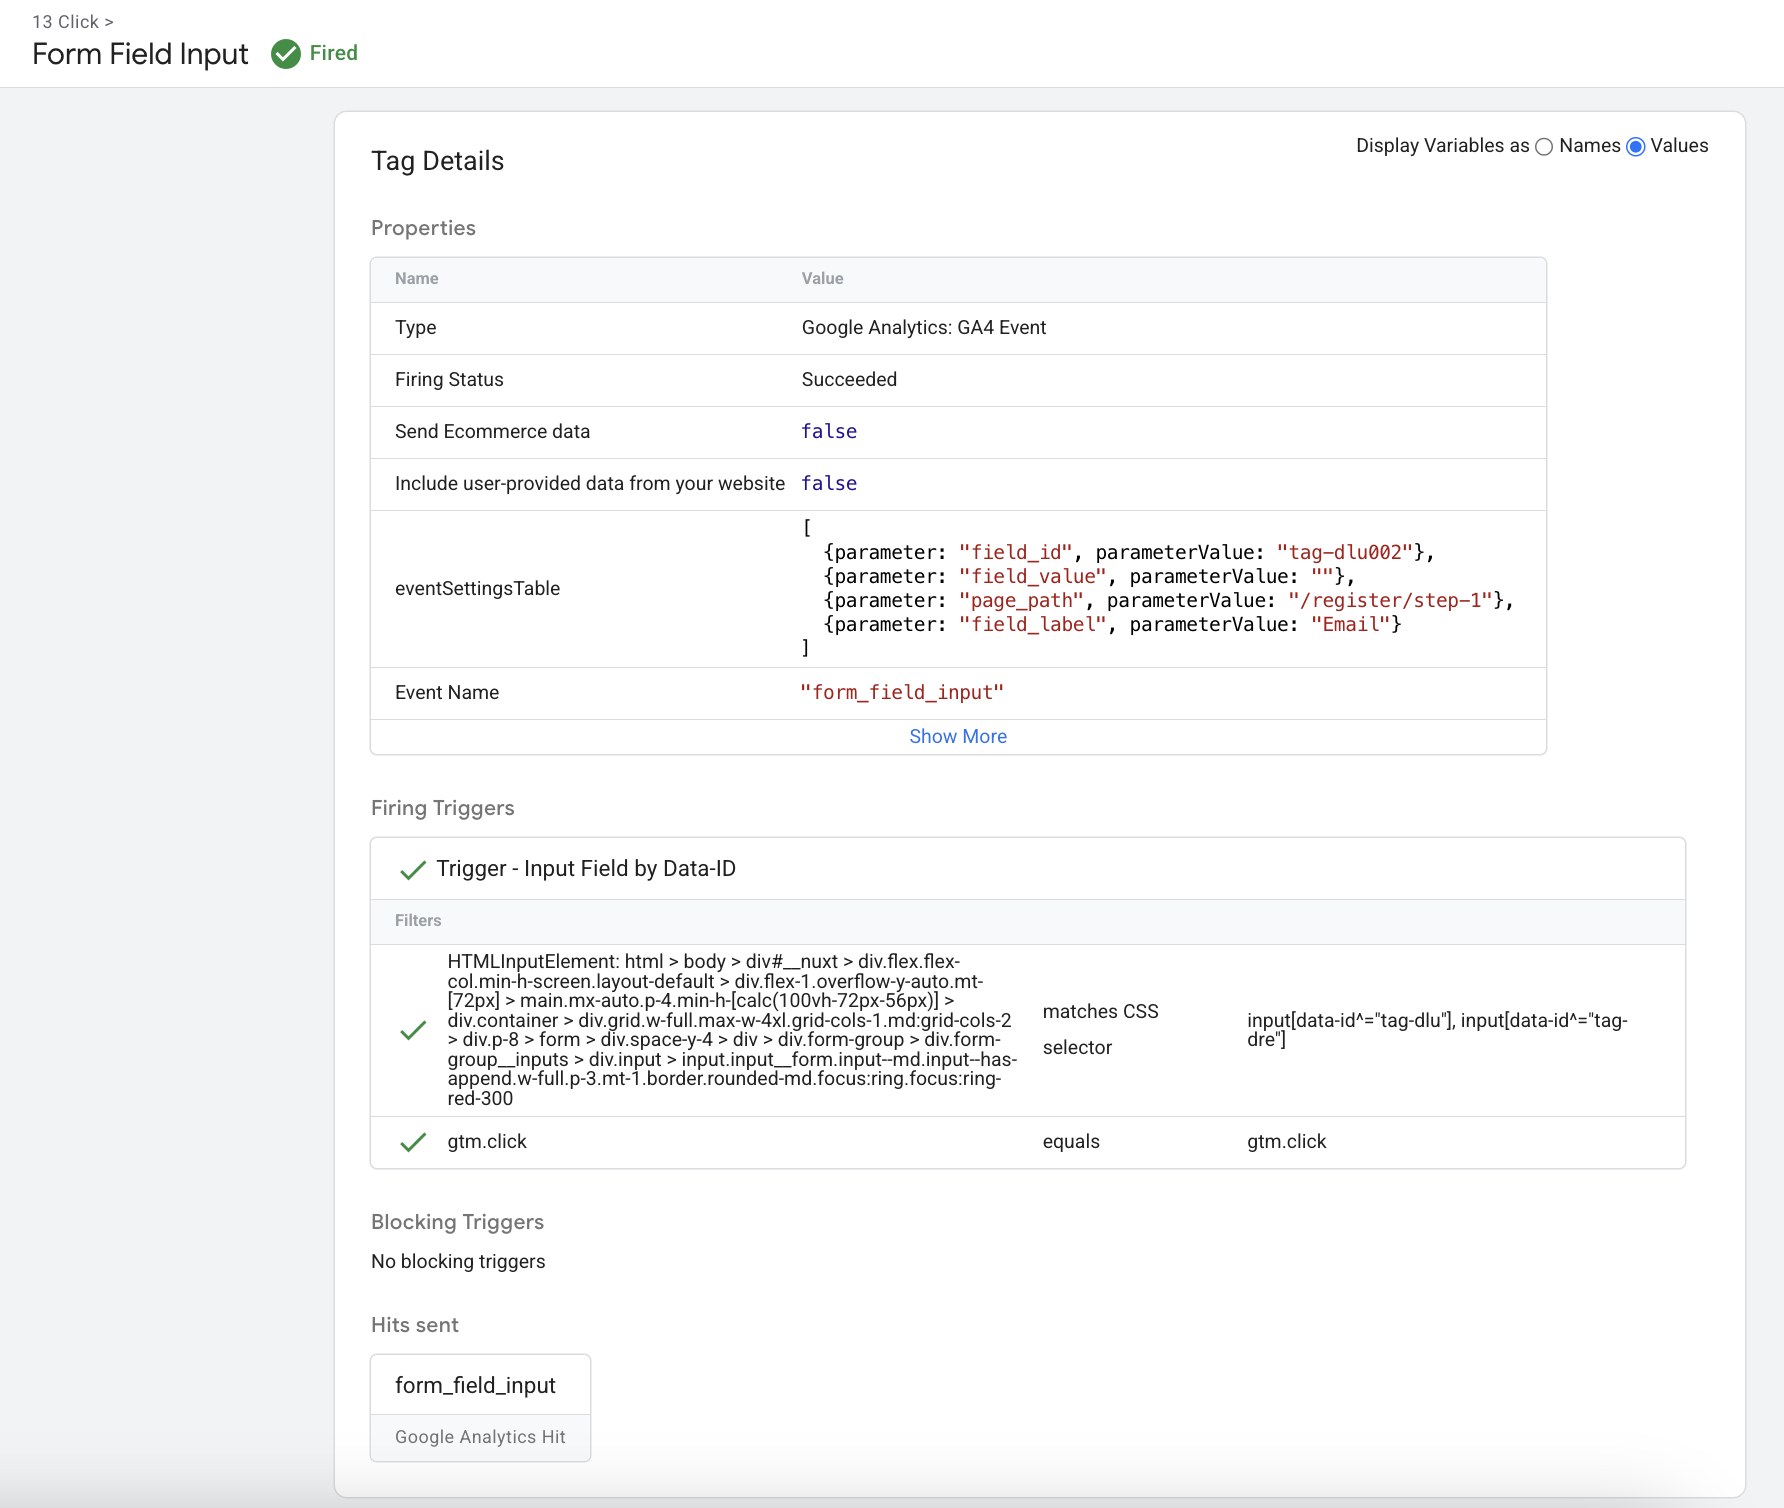 13 Click >
Form Field Input
Fired
Tag Details
Display Variables as Names Values
Properties
Name Value
Type Google Analytics: GA4 Event
Firing Status Succeeded
Send Ecommerce data false
Include user-provided data from your website false
eventSettingsTable
[
{parameter: "field_id", parameterValue: "tag-dlu002"},
{parameter: "field_value", parameterValue: ""},
{parameter: "page_path", parameterValue: "/register/step-1"},
{parameter: "field_label", parameterValue: "Email"}
]
Event Name "form_field_input"
Show More
Firing Triggers
Trigger - Input Field by Data-ID
Filters
HTMLInputElement: html > body > div#__nuxt > div.flex.flex-
col.min-h-screen.layout-default > div.flex-1.overflow-y-auto.mt-
[72px] > main.mx-auto.p-4.min-h-[calc(100vh-72px-56px)] >
div.container > div.grid.w-full.max-w-4xl.grid-cols-1.md:grid-cols-2
> div.p-8 > form > div.space-y-4 > div > div.form-group > div.form-
group__inputs > div.input > input.input__form.input--md.input--has-
append.w-full.p-3.mt-1.border.rounded-md.focus:ring.focus:ring-
red-300
matches CSS
selector
input[data-id^="tag-dlu"], input[data-id^="tag-
dre"]
gtm.click equals gtm.click
Blocking Triggers
No blocking triggers
Hits sent
form_field_input
Google Analytics Hit